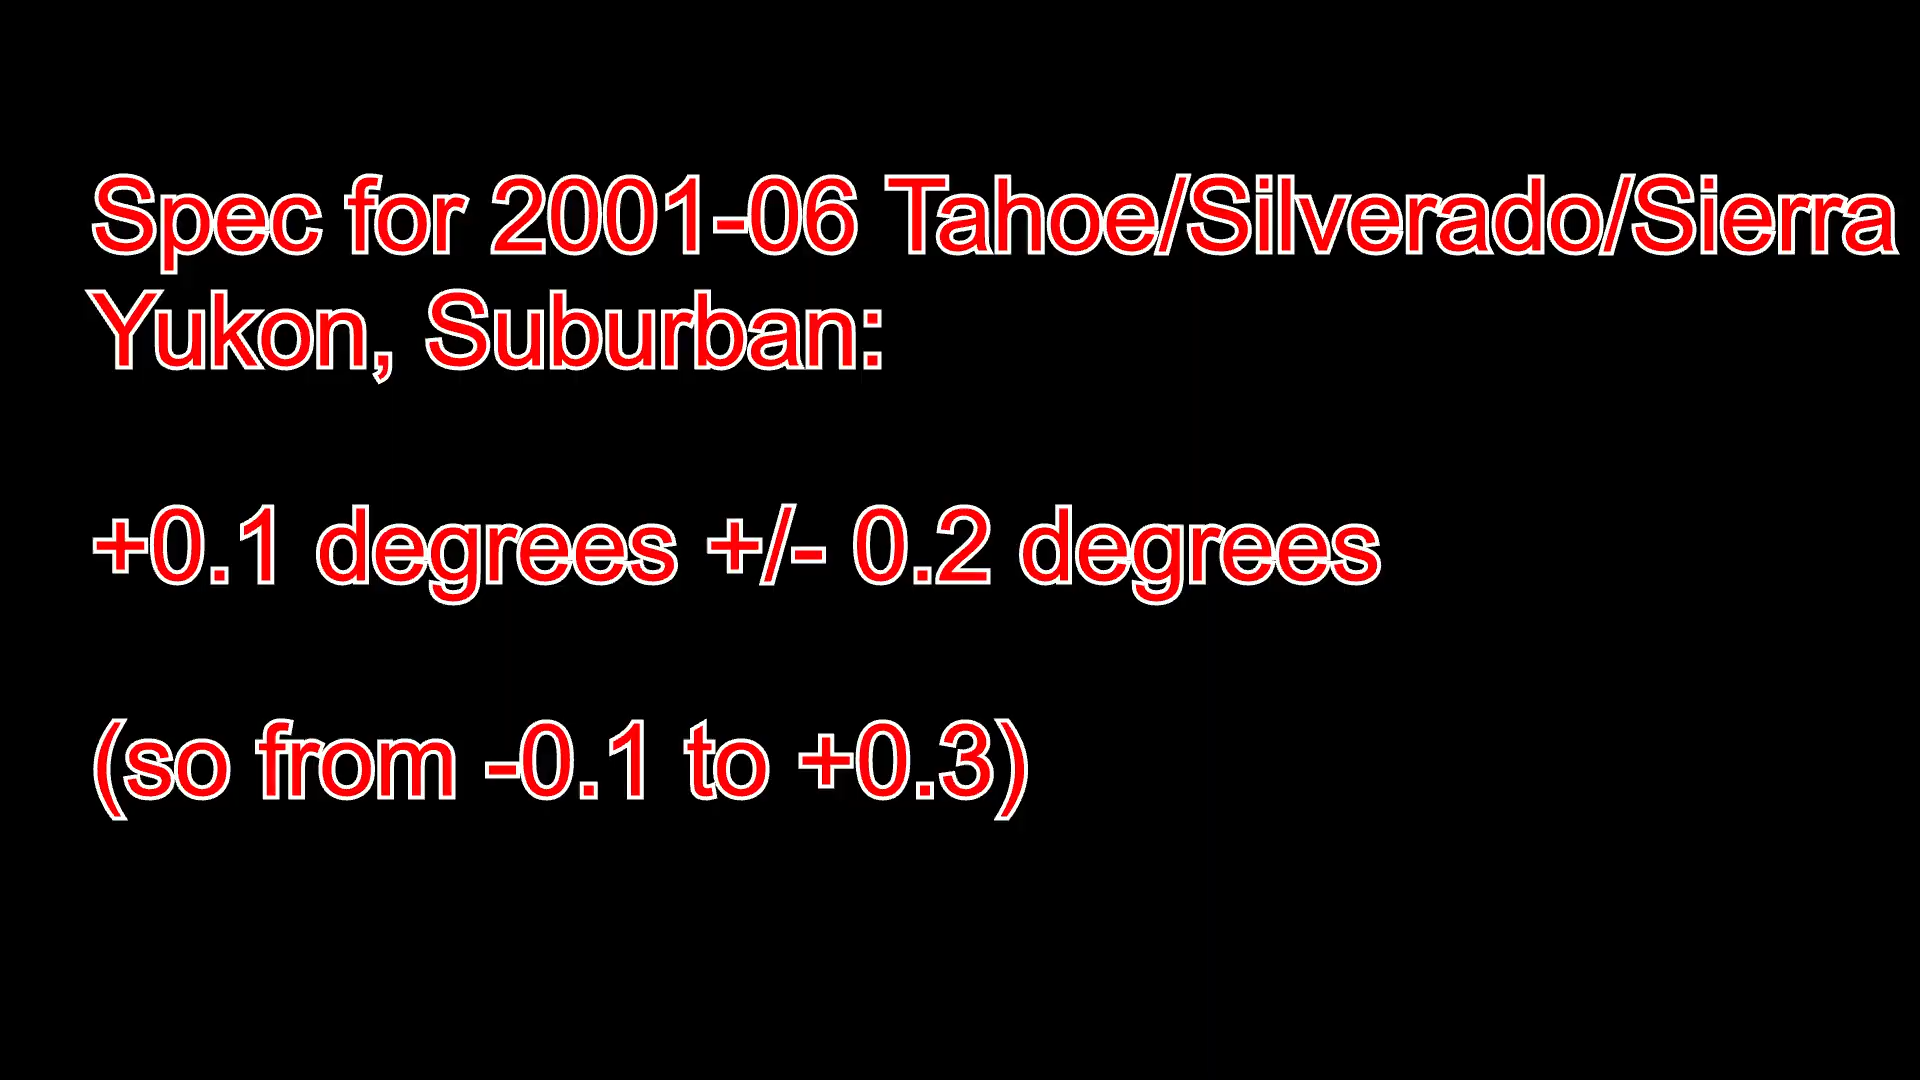 Spec for 2001-06 Tahoe/Silverado/Sierra
Yukon, Suburban:
+0.1 degrees +/- 0.2 degrees
(so from -0.1 to +0.3)